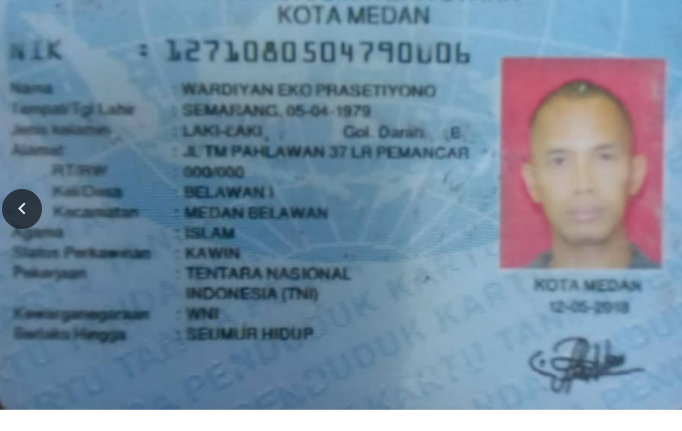 KOTA MEDAN
NIK : 1271080504790006
Nama : WARDIYAN EKO PRASETIYONO
Tempat/Tgl Lahir : SEMARANG, 05-04-1979
Jenis Kelamin : LAKI-LAKI, Gol. Darah : B
Alamat : JL TM PAHLAWAN 37 LR PEMANCAR
RT/RW : 000/000
Kel/Desa : BELAWAN I
Kecamatan : MEDAN BELAWAN
Agama : ISLAM
Status Perkawinan : KAWIN
Pekerjaan : TENTARA NASIONAL
INDONESIA (TNI)
Kewarganegaraan : WNI
Berlaku Hingga : SEUMUR HIDUP
KOTA MEDAN
12-05-2018